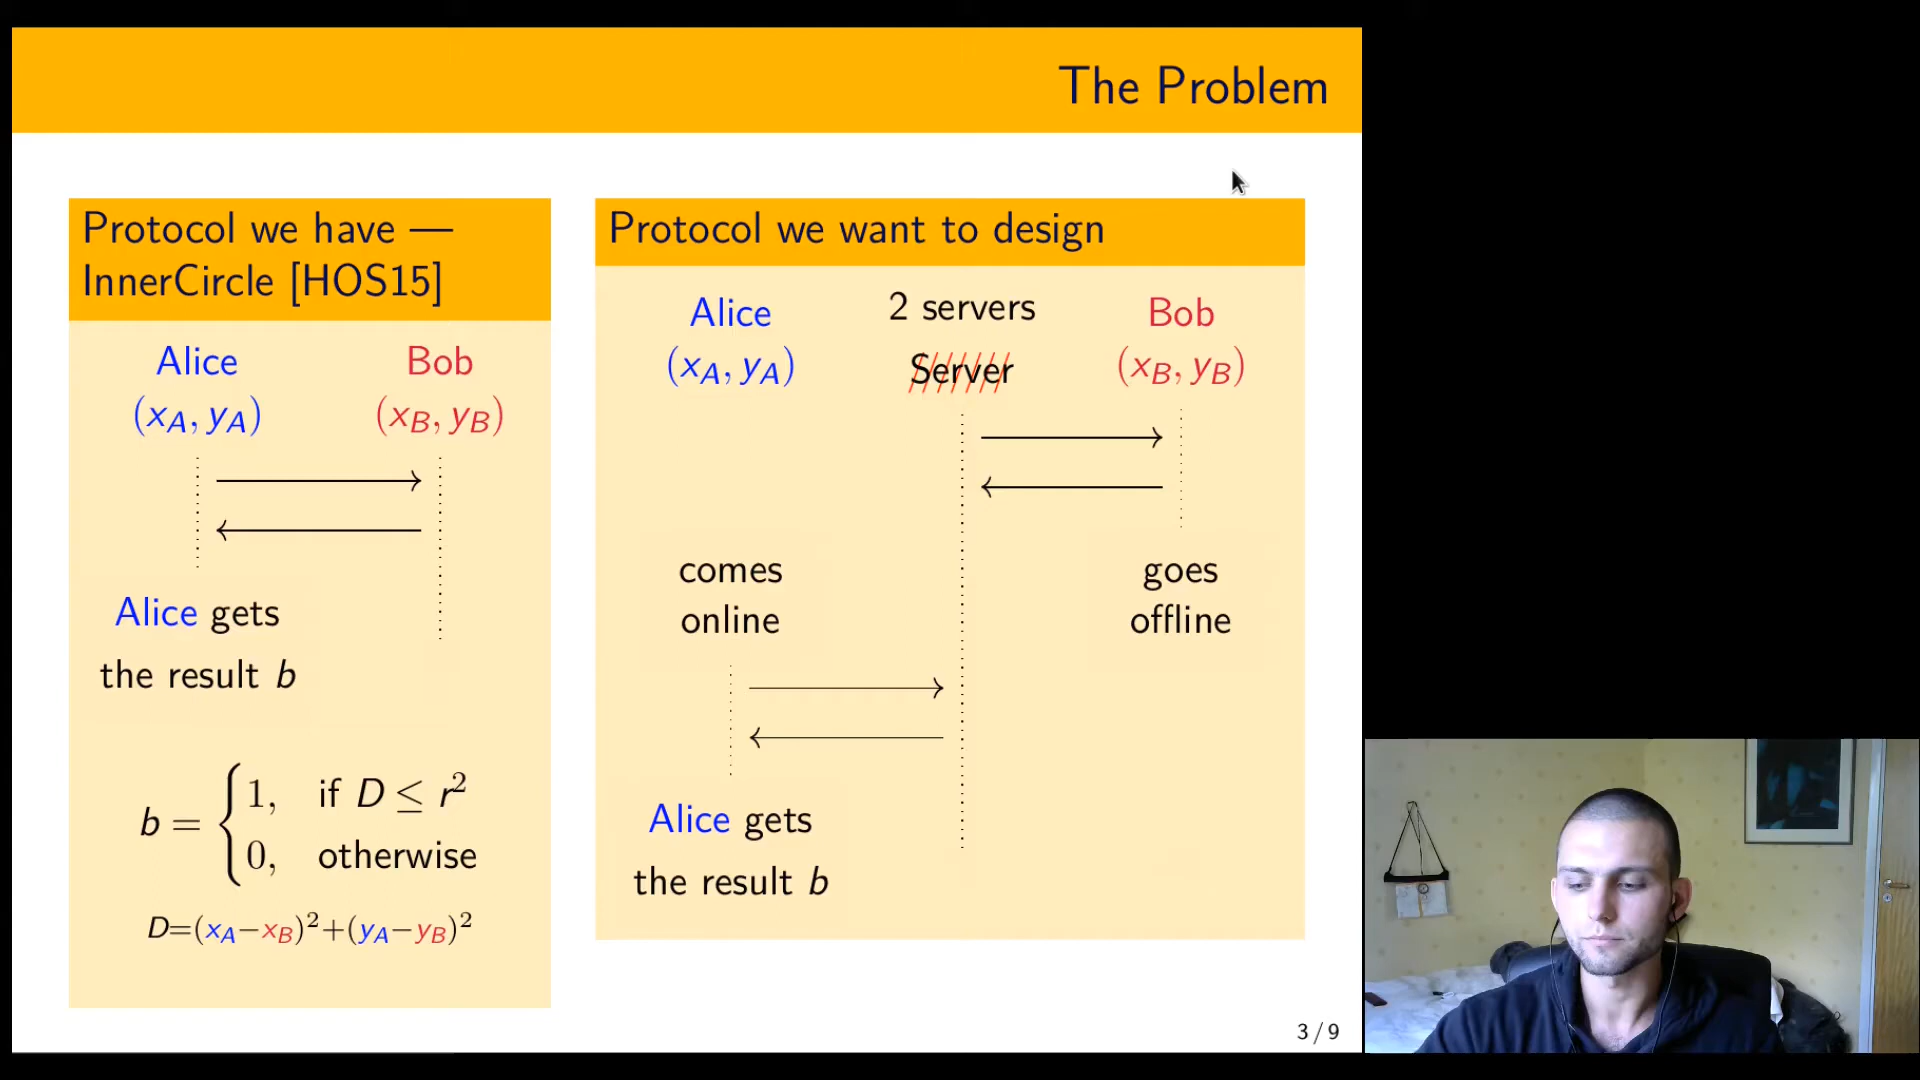 The Problem
Protocol we have —
InnerCircle [HOS15]
Alice Bob
(x_A, y_A) (x_B, y_B)
Alice gets
the result b
b = { 1, if D ≤ r²
0, otherwise
D=(x_A−x_B)²+(y_A−y_B)²
Protocol we want to design
Alice 2 servers Bob
(x_A, y_A) Server (x_B, y_B)
comes goes
online offline
Alice gets
the result b
3 / 9